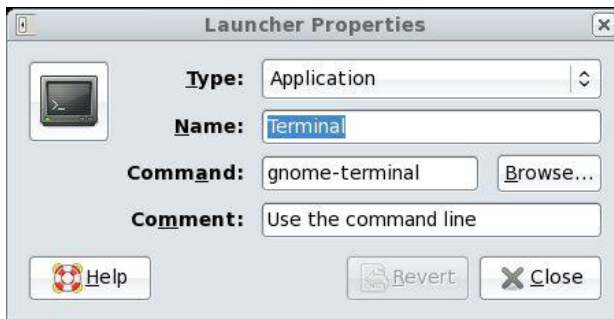 Launcher Properties
Type: Application
Name: Terminal
Command: gnome-terminal Browse...
Comment: Use the command line
Help Revert Close